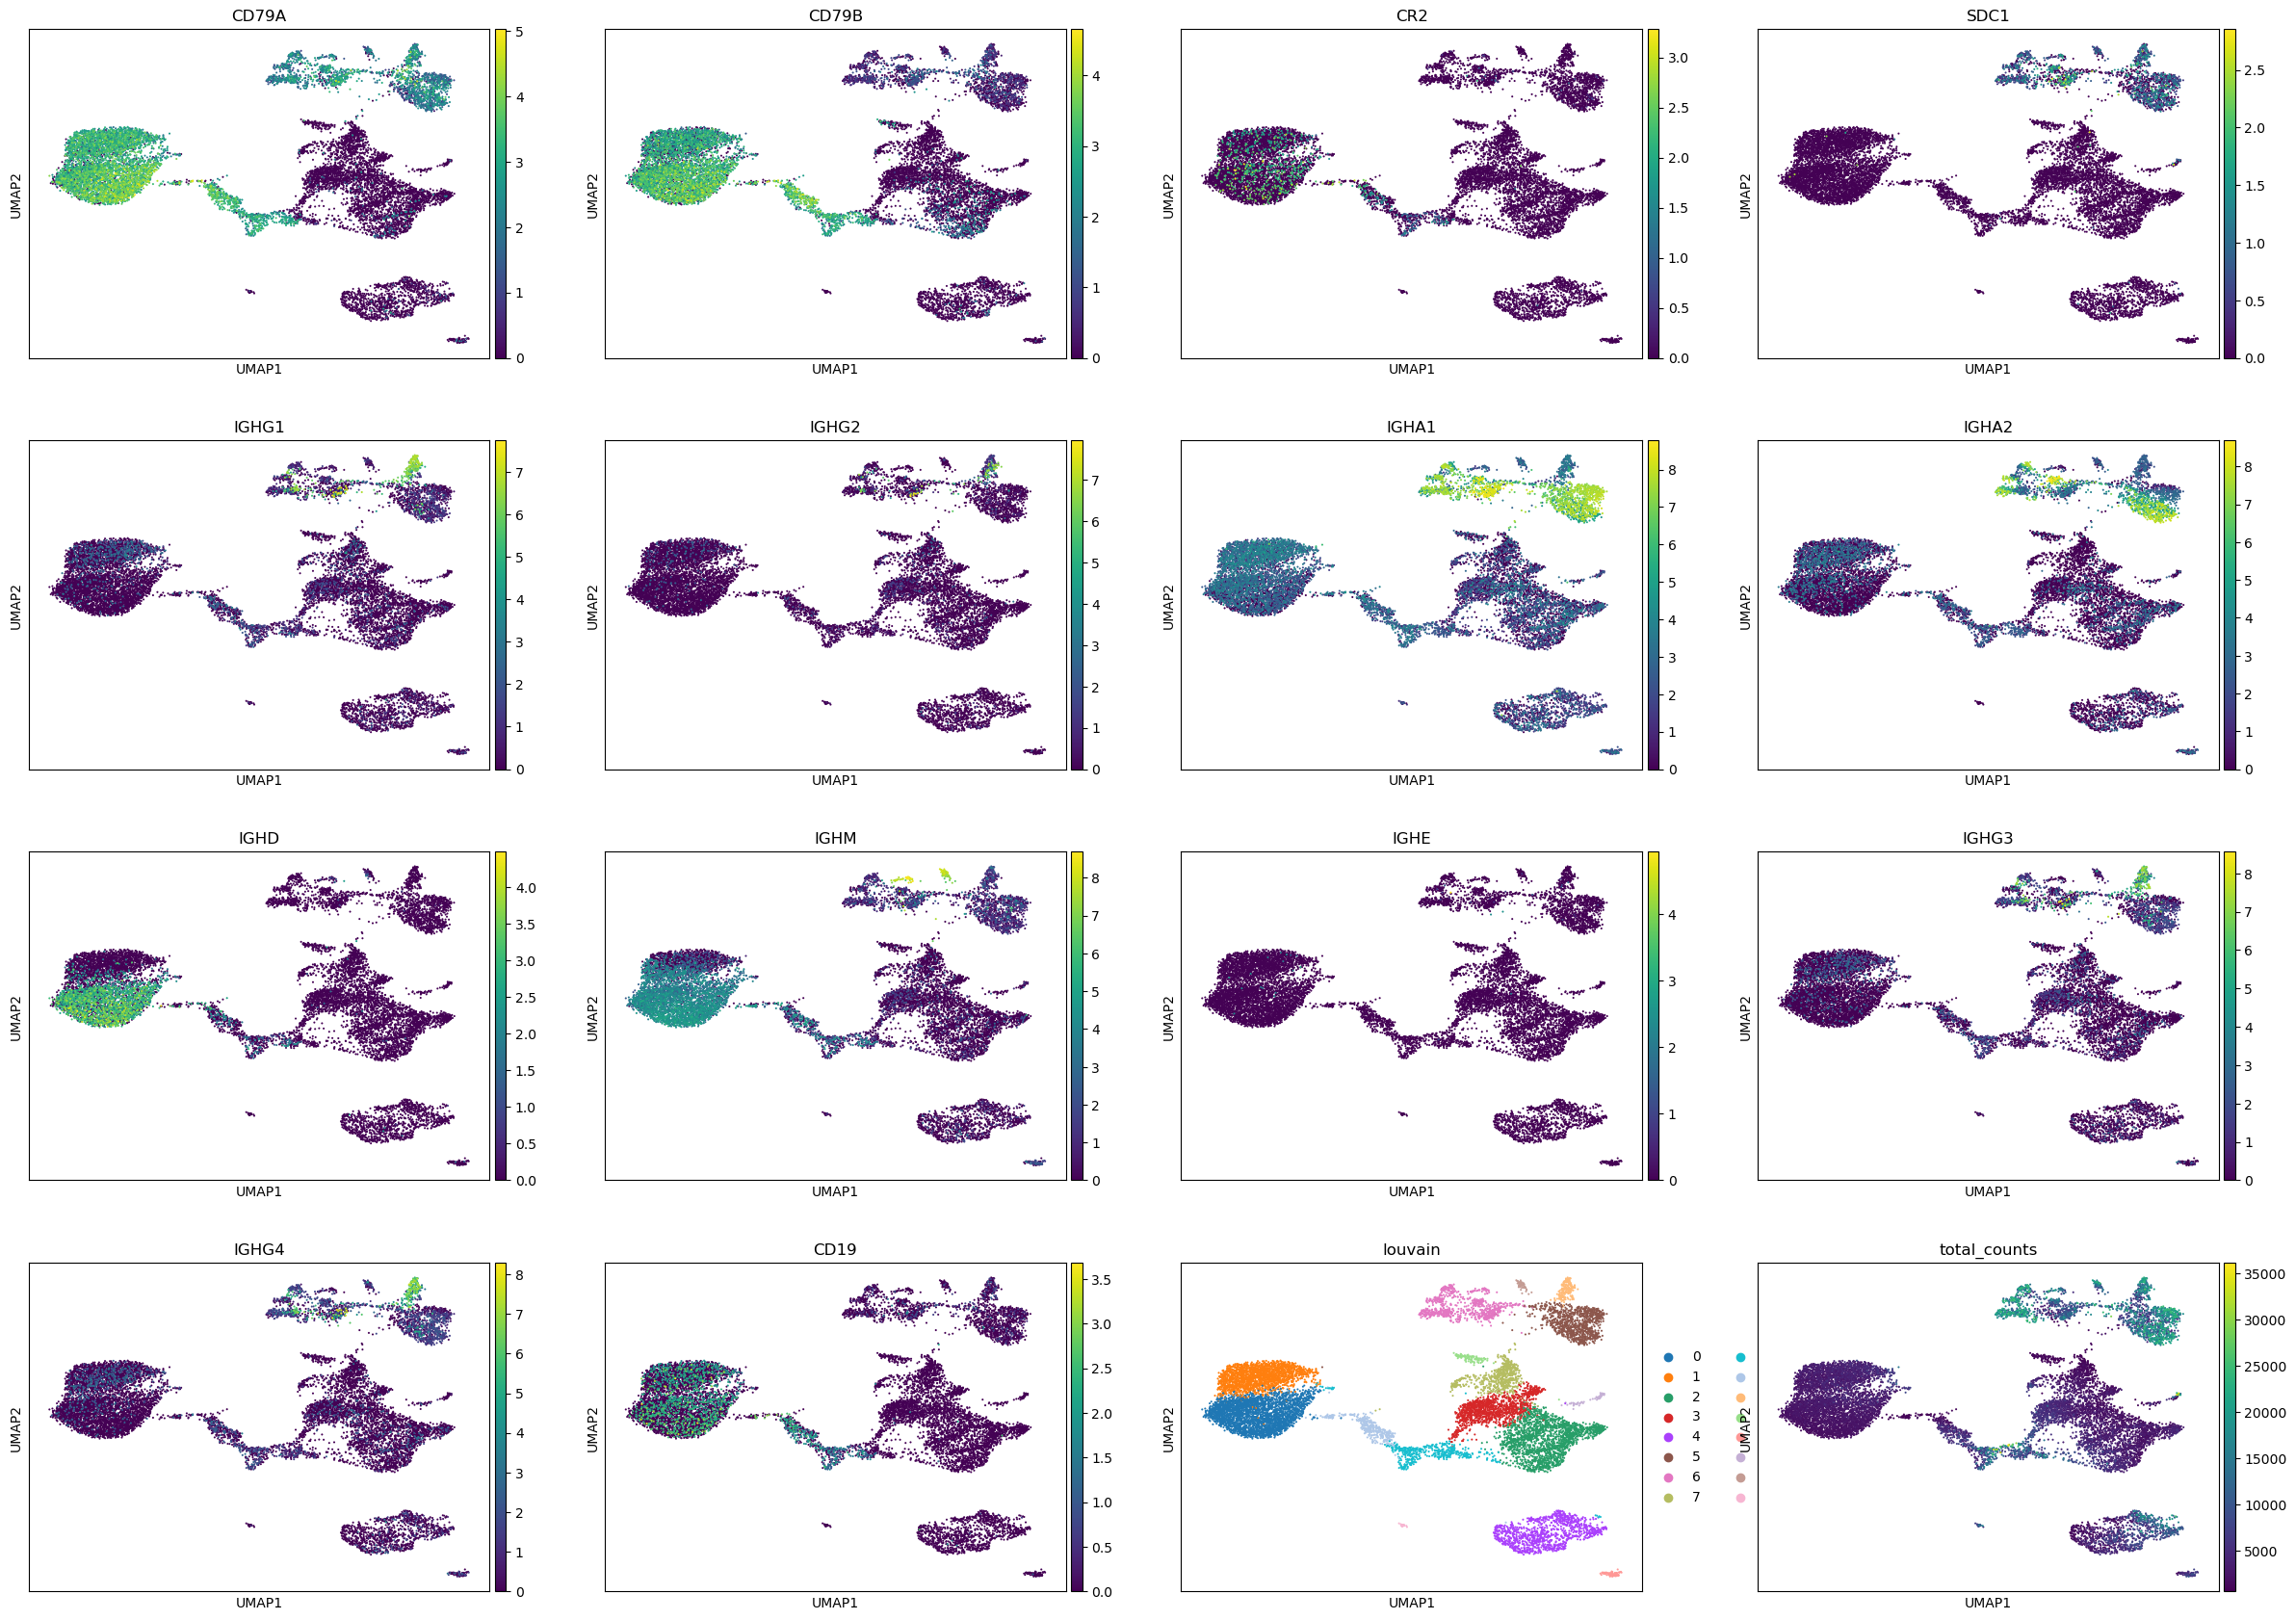 CD79A
CD79B
CR2
SDC1
UMAP2
UMAP2
UMAP2
UMAP2
5
4
3
2
1
0
4
3
2
1
0
3.0
2.5
2.0
1.5
1.0
0.5
0.0
2.5
2.0
1.5
1.0
0.5
0.0
UMAP1
UMAP1
UMAP1
UMAP1
IGHG1
IGHG2
IGHA1
IGHA2
UMAP2
UMAP2
UMAP2
UMAP2
7
6
5
4
3
2
1
0
7
6
5
4
3
2
1
0
8
7
6
5
4
3
2
1
0
8
7
6
5
4
3
2
1
0
UMAP1
UMAP1
UMAP1
UMAP1
IGHD
IGHM
IGHE
IGHG3
UMAP2
UMAP2
UMAP2
UMAP2
4.0
3.5
3.0
2.5
2.0
1.5
1.0
0.5
0.0
8
7
6
5
4
3
2
1
0
4
3
2
1
0
8
7
6
5
4
3
2
1
0
UMAP1
UMAP1
UMAP1
UMAP1
IGHG4
CD19
louvain
total_counts
UMAP2
UMAP2
UMAP2
UMAP2
8
7
6
5
4
3
2
1
0
3.5
3.0
2.5
2.0
1.5
1.0
0.5
0.0
0
1
2
3
4
5
6
7
35000
30000
25000
20000
15000
10000
5000
UMAP1
UMAP1
UMAP1
UMAP1